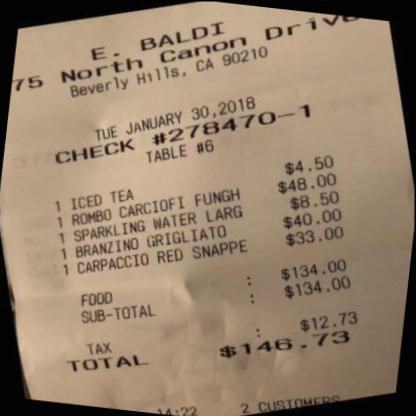 E. BALDI
75 North Canon Drive
Beverly Hills, CA 90210
TUE JANUARY 30,2018
CHECK #278470-1
TABLE #6
1 ICED TEA $4.50
1 ROMBO CARCIOFI FUNGH $48.00
1 SPARKLING WATER LARG $8.50
1 BRANZINO GRIGLIATO $40.00
1 CARPACCIO RED SNAPPE $33.00
FOOD : $134.00
SUB-TOTAL : $134.00
TAX : $12.73
TOTAL $146.73
14:22 2 CUSTOMERS